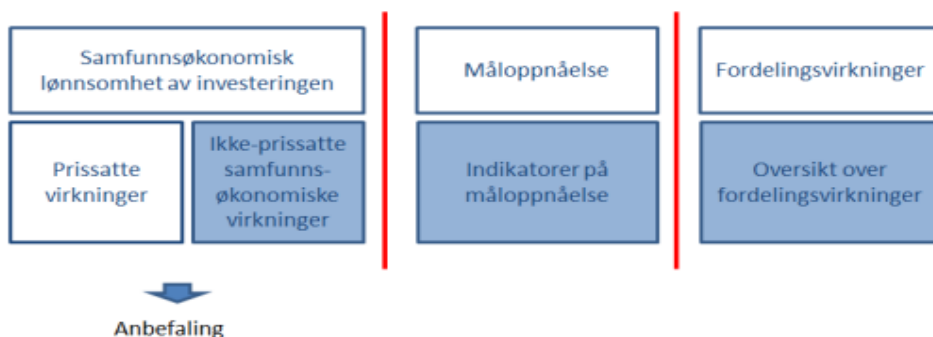 Samfunnsøkonomisk
lønnsomhet av investeringen
Måloppnåelse
Fordelingsvirkninger
Prissatte
virkninger
Ikke-prissatte
samfunns-
økonomiske
virkninger
Indikatorer på
måloppnåelse
Oversikt over
fordelingsvirkninger
Anbefaling